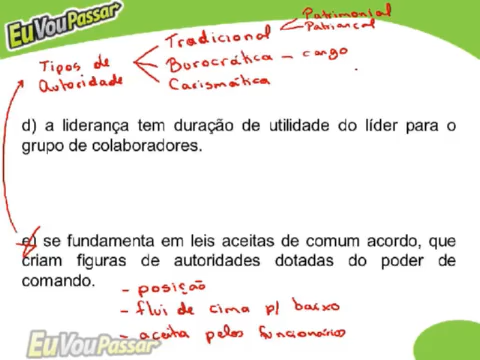 EuVouPassar
Tipos de autoridade
Tradicional
Patrimonial
Patriarcal
Burocrática - cargo
Carismática
d) a liderança tem duração de utilidade do líder para o
grupo de colaboradores.
e) se fundamenta em leis aceitas de comum acordo, que
criam figuras de autoridades dotadas do poder de
comando.
- posição
- flui de cima p/ baixo
- aceita pelos funcionários
EuVouPassar